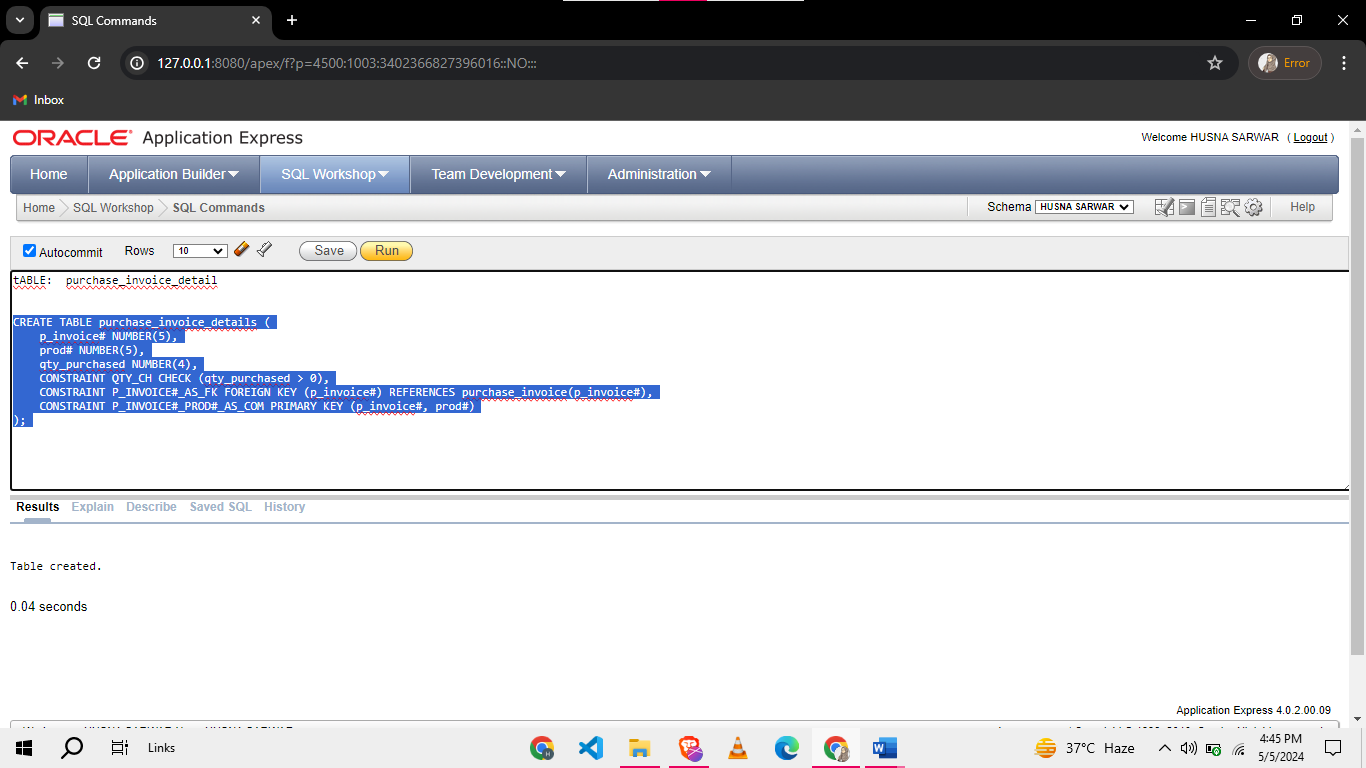 SQL Commands
127.0.0.1:8080/apex/f?p=4500:1003:3402366827396016::NO:::
Error
Inbox
ORACLE Application Express
Welcome HUSNA SARWAR ( Logout )
Home Application Builder SQL Workshop Team Development Administration
Home SQL Workshop SQL Commands Schema HUSNA SARWAR Help
Autocommit Rows 10 Save Run
tABLE: purchase_invoice_detail
CREATE TABLE purchase_invoice_details (
p_invoice# NUMBER(5),
prod# NUMBER(5),
qty_purchased NUMBER(4),
CONSTRAINT QTY_CH CHECK (qty_purchased > 0),
CONSTRAINT P_INVOICE#_AS_FK FOREIGN KEY (p_invoice#) REFERENCES purchase_invoice(p_invoice#),
CONSTRAINT P_INVOICE#_PROD#_AS_COM PRIMARY KEY (p_invoice#, prod#)
);
Results Explain Describe Saved SQL History
Table created.
0.04 seconds
Application Express 4.0.2.00.09
Links
37°C Haze
4:45 PM
5/5/2024